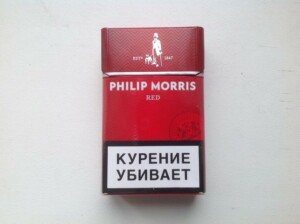 ESTD 1847
PHILIP MORRIS
RED
КУРЕНИЕ
УБИВАЕТ